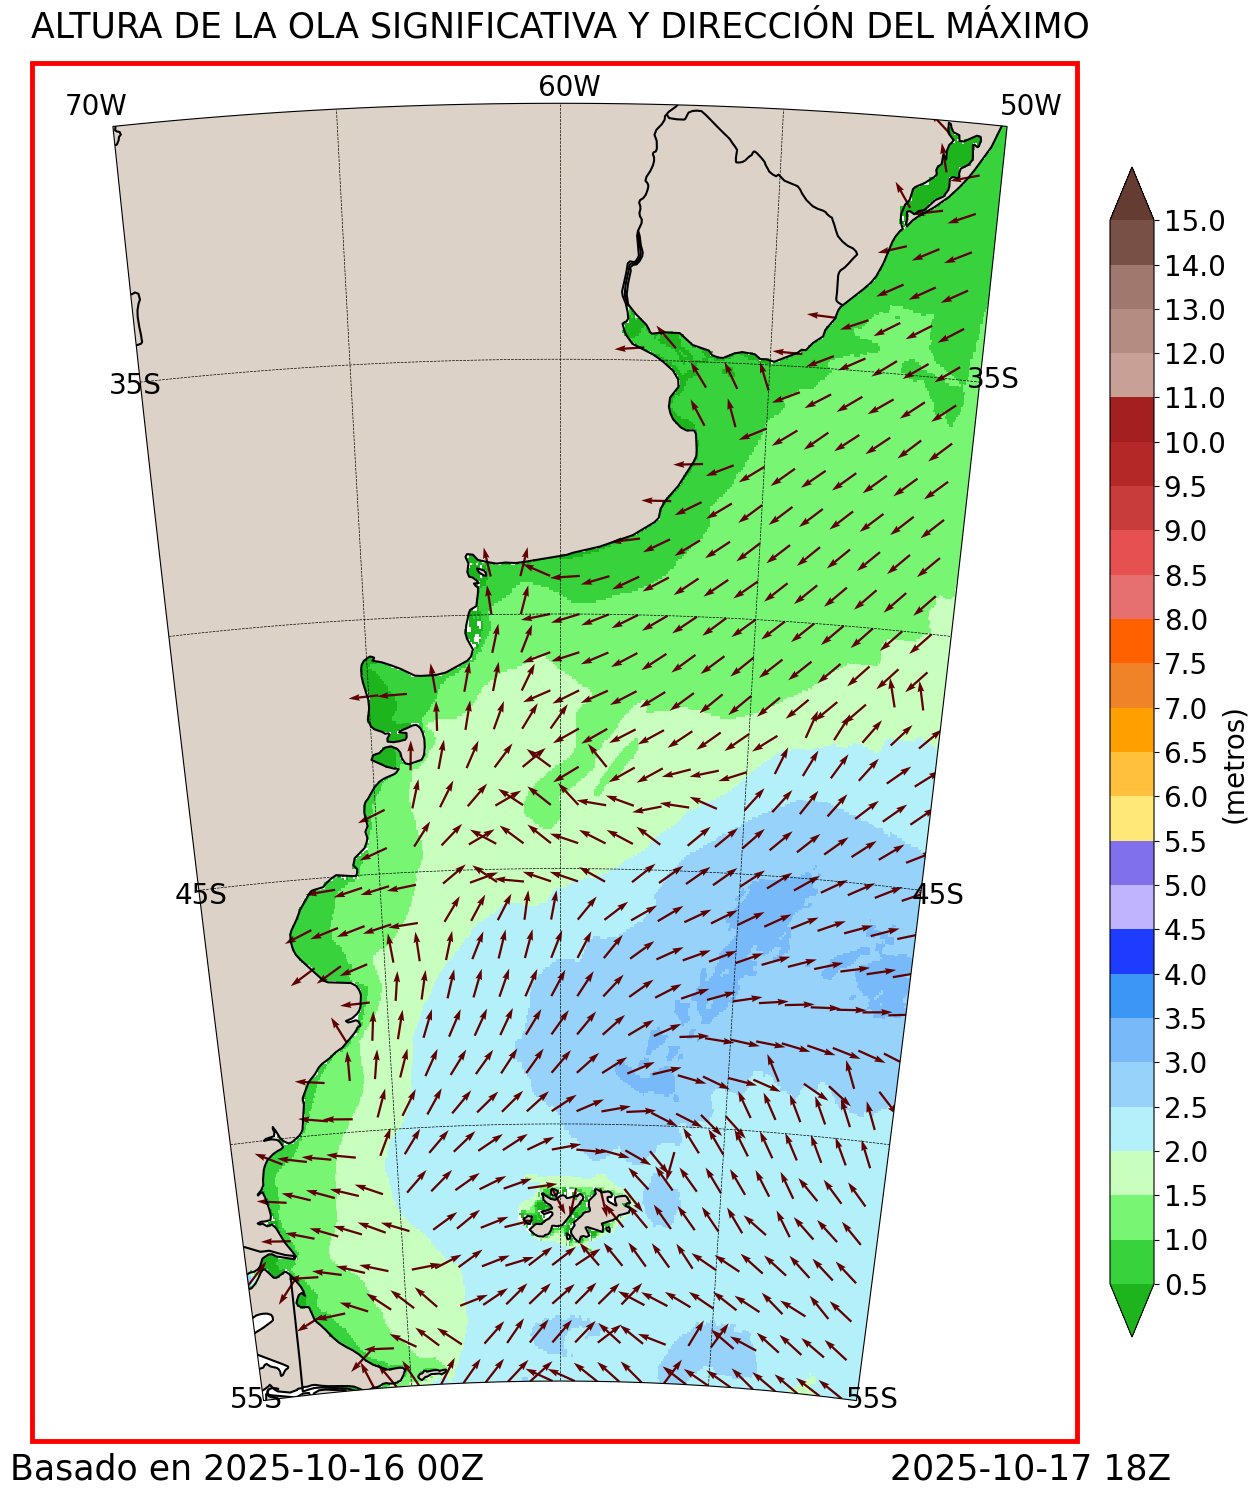 ALTURA DE LA OLA SIGNIFICATIVA Y DIRECCIÓN DEL MÁXIMO
70W
60W
50W
35S
35S
45S
45S
55S
55S
15.0
14.0
13.0
12.0
11.0
10.0
9.5
9.0
8.5
8.0
7.5
7.0
6.5
6.0
5.5
5.0
4.5
4.0
3.5
3.0
2.5
2.0
1.5
1.0
0.5
(metros)
Basado en 2025-10-16 00Z
2025-10-17 18Z